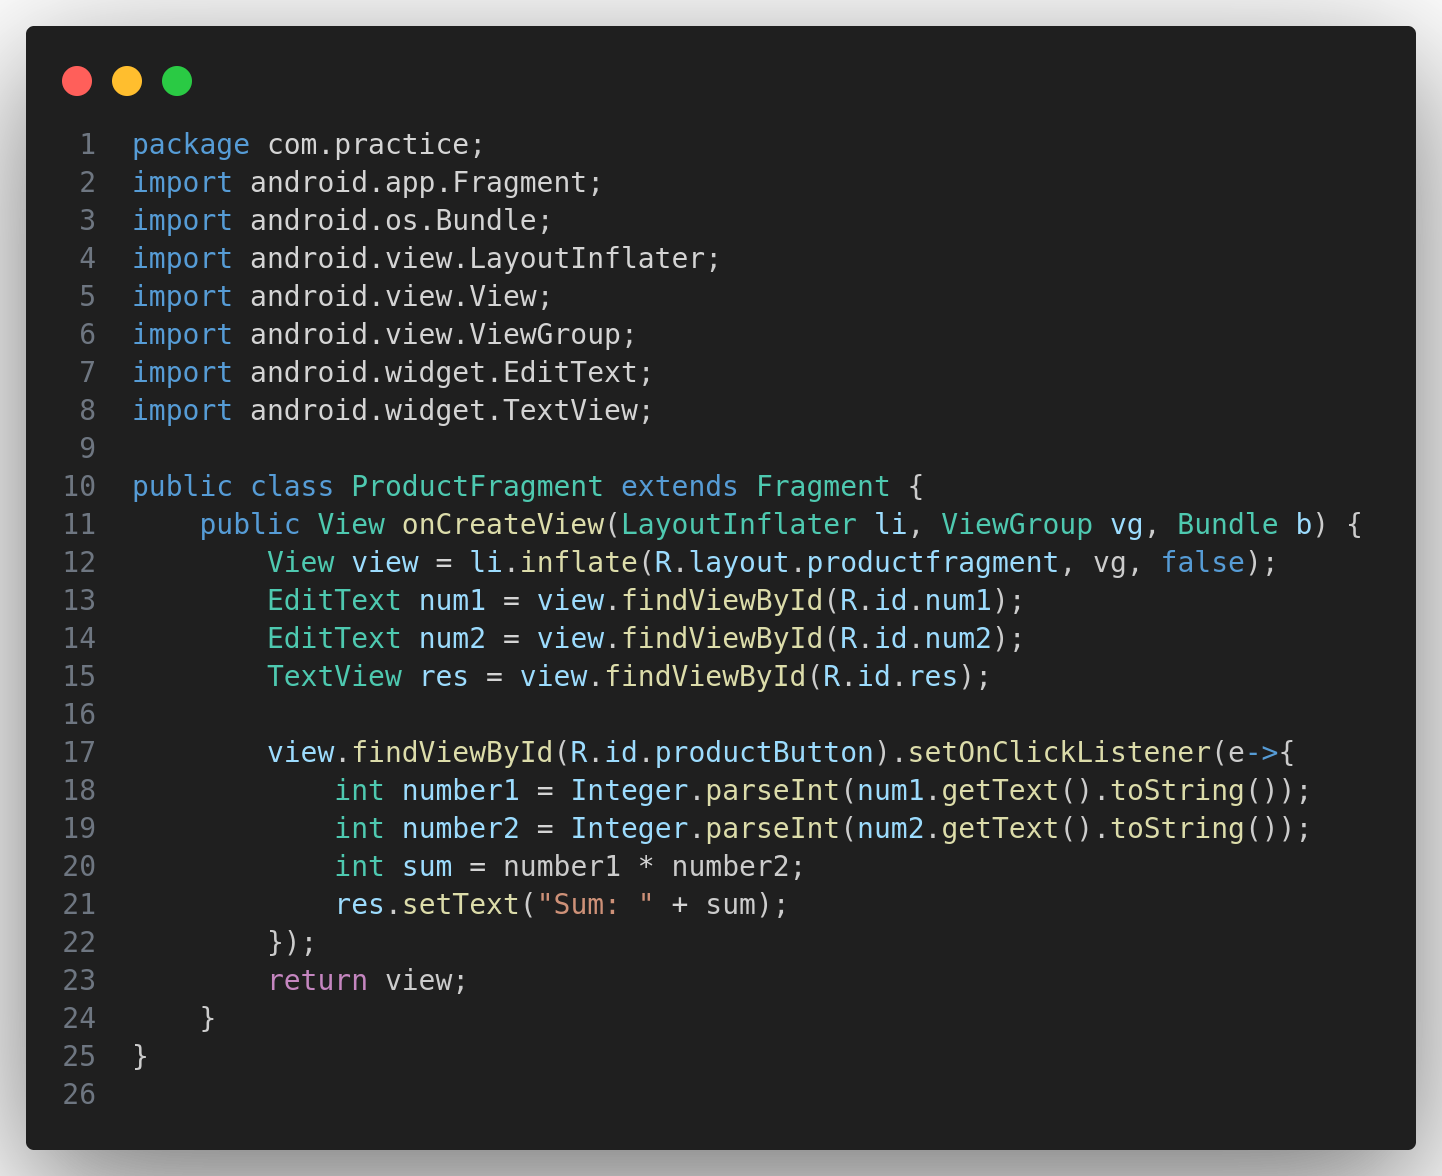 1 package com.practice;
2 import android.app.Fragment;
3 import android.os.Bundle;
4 import android.view.LayoutInflater;
5 import android.view.View;
6 import android.view.ViewGroup;
7 import android.widget.EditText;
8 import android.widget.TextView;
9
10 public class ProductFragment extends Fragment {
11     public View onCreateView(LayoutInflater li, ViewGroup vg, Bundle b) {
12         View view = li.inflate(R.layout.productfragment, vg, false);
13         EditText num1 = view.findViewById(R.id.num1);
14         EditText num2 = view.findViewById(R.id.num2);
15         TextView res = view.findViewById(R.id.res);
16
17         view.findViewById(R.id.productButton).setOnClickListener(e->{
18             int number1 = Integer.parseInt(num1.getText().toString());
19             int number2 = Integer.parseInt(num2.getText().toString());
20             int sum = number1 * number2;
21             res.setText("Sum: " + sum);
22         });
23         return view;
24     }
25 }
26